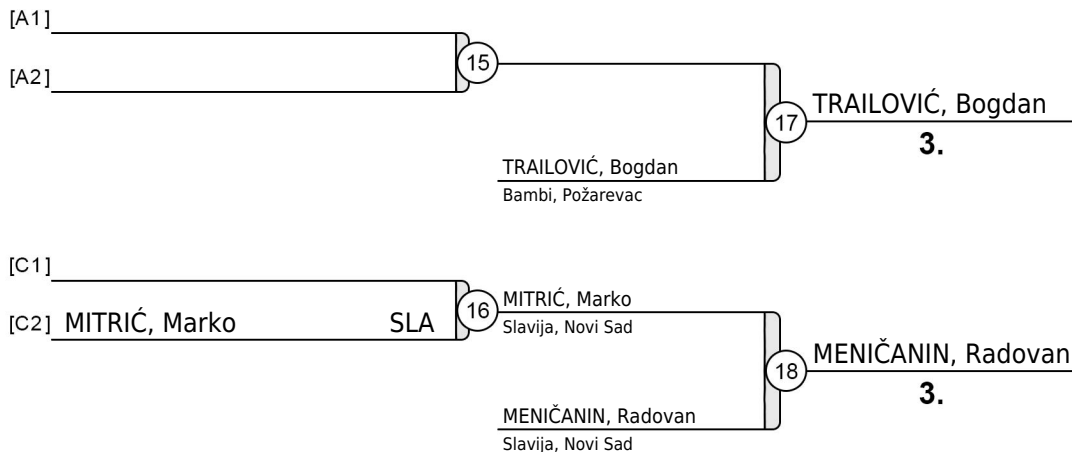 [A1]
15
[A2]
17
TRAILOVIĆ, Bogdan
3.
TRAILOVIĆ, Bogdan
Bambi, Požarevac
[C1]
16
MITRIĆ, Marko
Slavija, Novi Sad
[C2] MITRIĆ, Marko SLA
18
MENIČANIN, Radovan
3.
MENIČANIN, Radovan
Slavija, Novi Sad